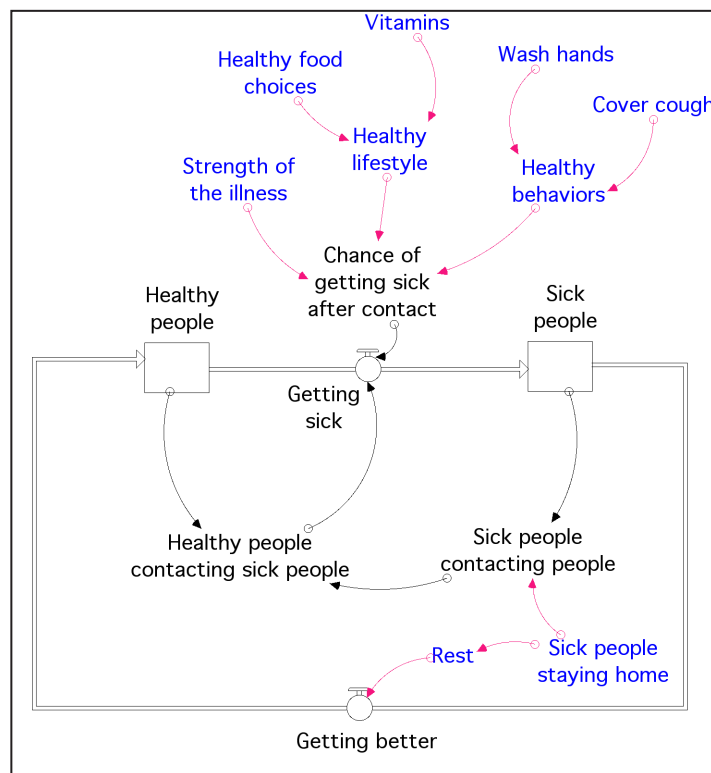 Vitamins
Healthy food
choices
Wash hands
Cover cough
Healthy
lifestyle
Strength of
the illness
Healthy
behaviors
Chance of
getting sick
after contact
Healthy
people
Sick
people
Getting
sick
Healthy people
contacting sick people
Sick people
contacting people
Rest
Sick people
staying home
Getting better